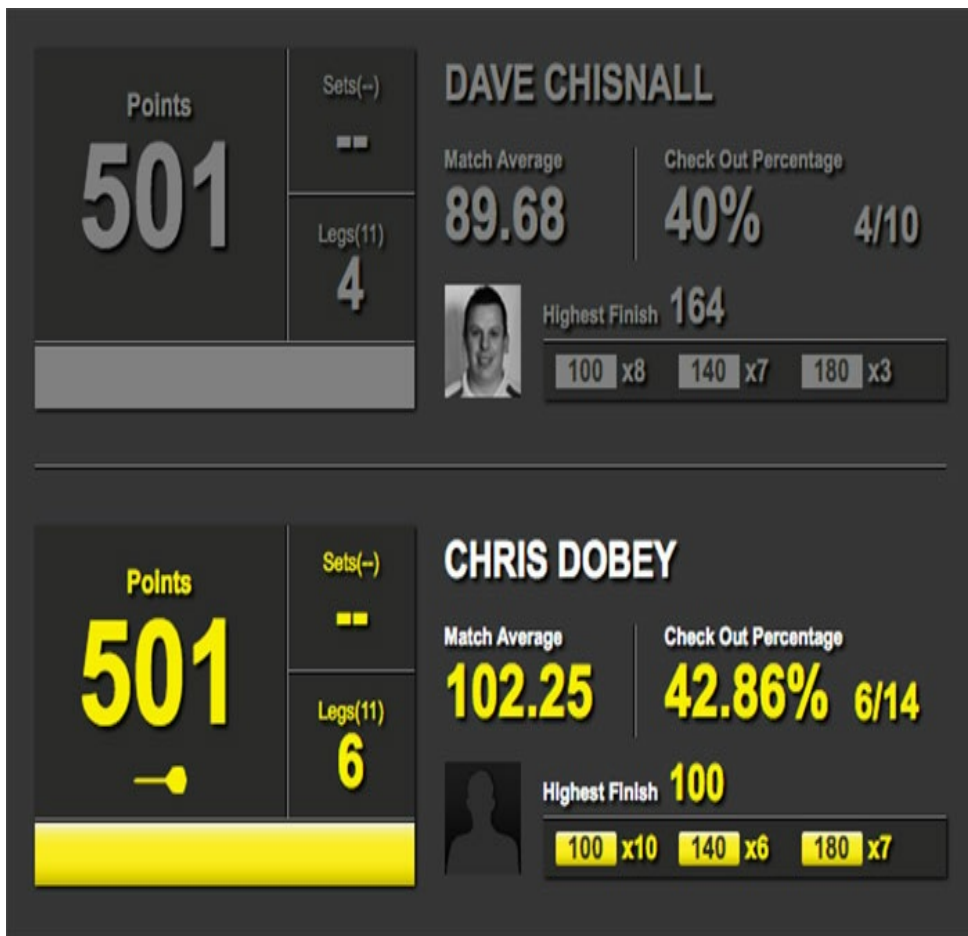 DAVE CHISNALL
Points
501
Sets(--)
--
Legs(11)
4
Match Average
89.68
Check Out Percentage
40% 4/10
Highest Finish 164
100 x8 140 x7 180 x3
CHRIS DOBEY
Points
501
Sets(--)
--
Legs(11)
6
Match Average
102.25
Check Out Percentage
42.86% 6/14
Highest Finish 100
100 x10 140 x6 180 x7